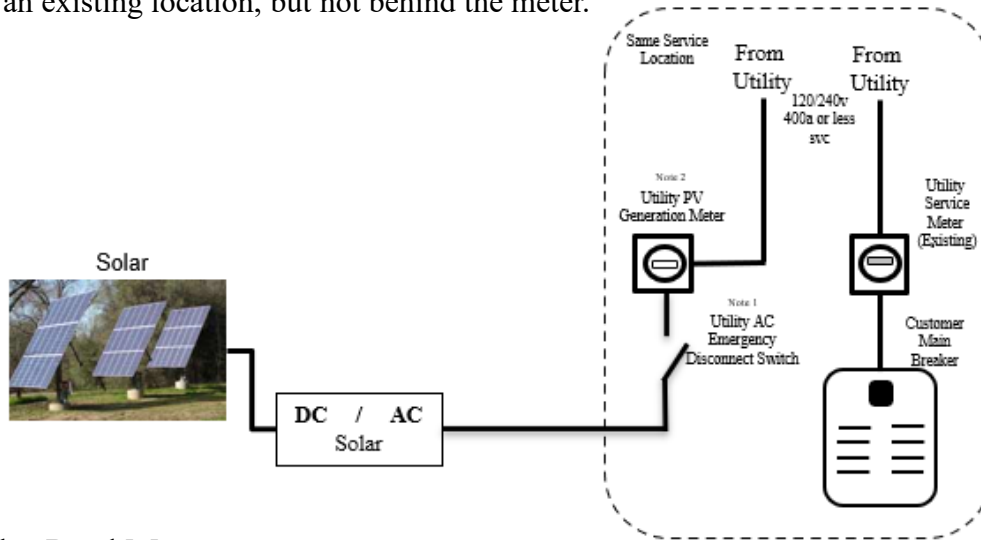 an existing location, but not behind the meter.
Same Service
Location
From
Utility
From
Utility
120/240v
400a or less
svc
Note 2
Utility PV
Generation Meter
Utility
Service
Meter
(Existing)
Solar
Note 1
Utility AC
Emergency
Disconnect Switch
Customer
Main
Breaker
DC / AC
Solar